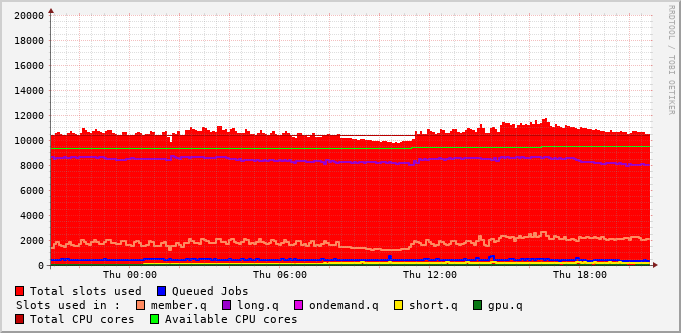 RRDTOOL / TOBI OETIKER
20000
18000
16000
14000
12000
10000
8000
6000
4000
2000
0
Thu 00:00 Thu 06:00 Thu 12:00 Thu 18:00
Total slots used Queued Jobs
Slots used in : member.q long.q ondemand.q short.q gpu.q
Total CPU cores Available CPU cores